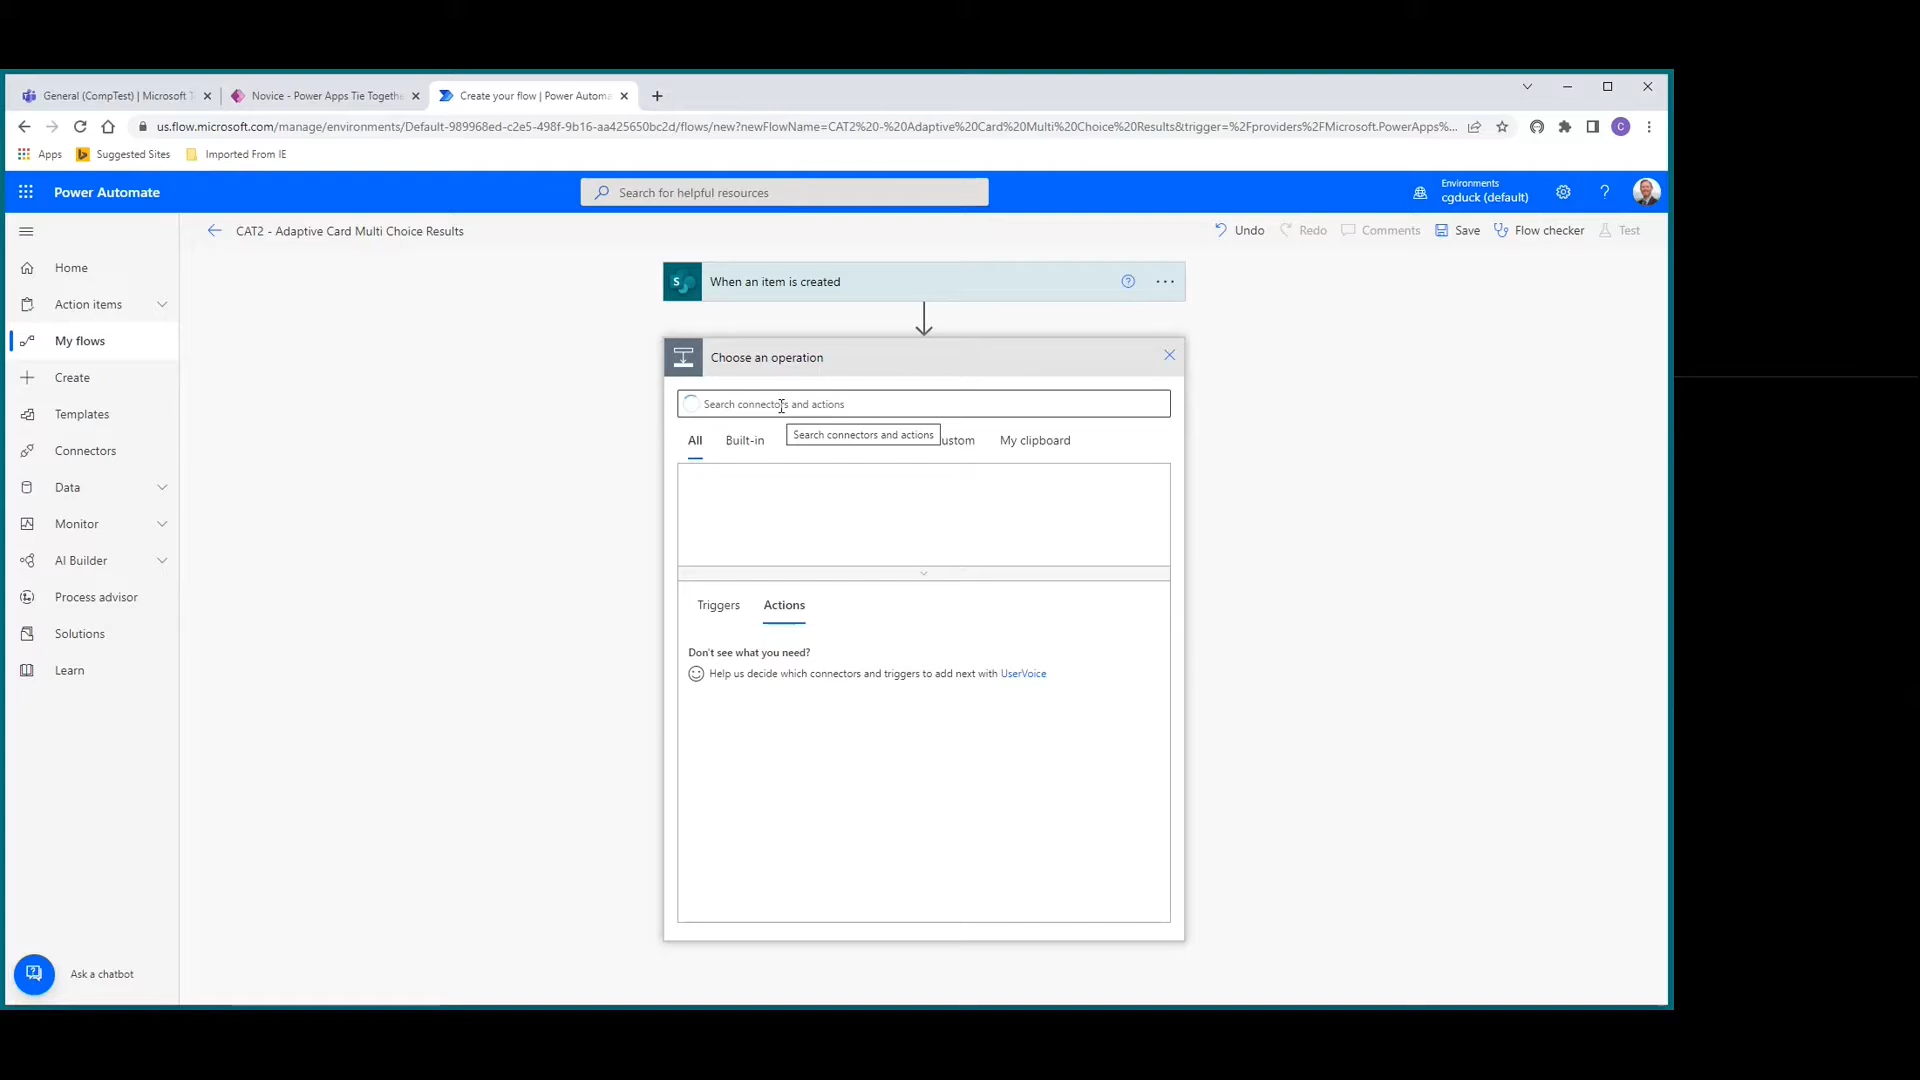 General (CompTest) | Microsoft T
Novice - Power Apps Tie Togethe
Create your flow | Power Automa
us.flow.microsoft.com/manage/environments/Default-989968ed-c2e5-498f-9b16-aa425650bc2d/flows/new?newFlowName=CAT2%20-%20Adaptive%20Card%20Multi%20Choice%20Results&trigger=%2Fproviders%2FMicrosoft.PowerApps%...
C
Apps
Suggested Sites
Imported From IE
Power Automate
Search for helpful resources
Environments
cgduck (default)
?
CAT2 - Adaptive Card Multi Choice Results
Undo
Redo
Comments
Save
Flow checker
Test
Home
Action items
My flows
Create
Templates
Connectors
Data
Monitor
AI Builder
Process advisor
Solutions
Learn
Ask a chatbot
S
When an item is created
?
Choose an operation
Search connectors and actions
All
Built-in
Search connectors and actions
ustom
My clipboard
Triggers
Actions
Don't see what you need?
Help us decide which connectors and triggers to add next with UserVoice